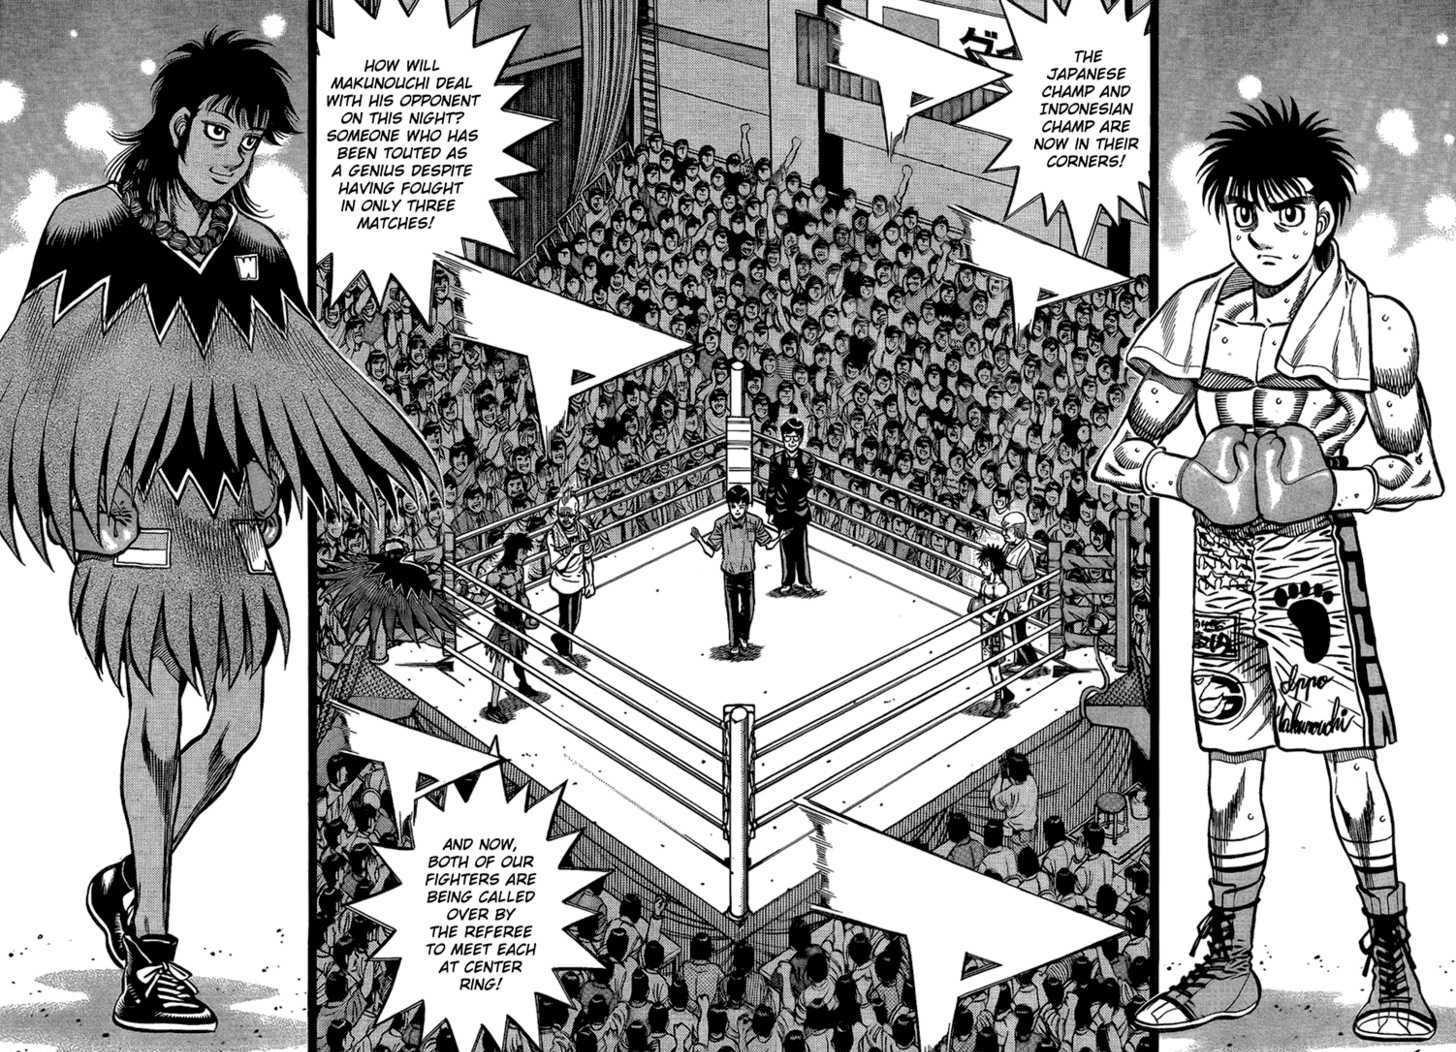 THE
JAPANESE
CHAMP AND
INDONESIAN
CHAMP ARE
NOW IN THEIR
CORNERS!
HOW WILL
MAKUNOUCHI DEAL
WITH HIS OPPONENT
ON THIS NIGHT?
SOMEONE WHO HAS
BEEN TOUTED AS
A GENIUS DESPITE
HAVING FOUGHT
IN ONLY THREE
MATCHES!
AND NOW,
BOTH OF OUR
FIGHTERS ARE
BEING CALLED
OVER BY
THE REFEREE
TO MEET EACH
AT CENTER
RING!
W
Ippo
Makunouchi